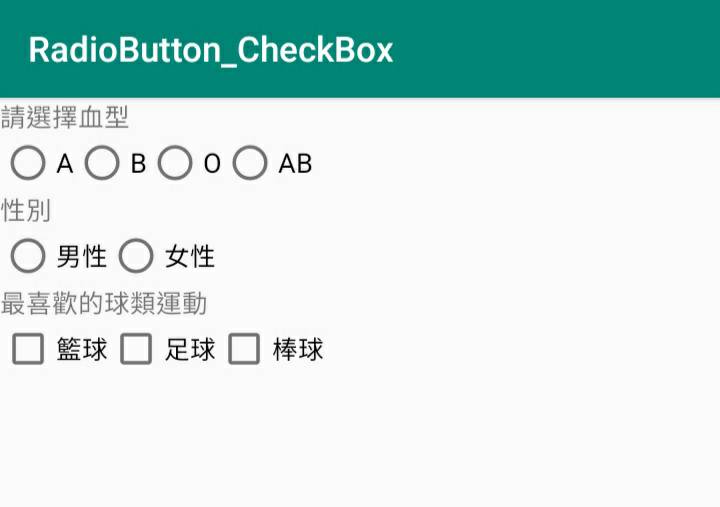 RadioButton_CheckBox
請選擇血型
A B O AB
性別
男性 女性
最喜歡的球類運動
籃球 足球 棒球